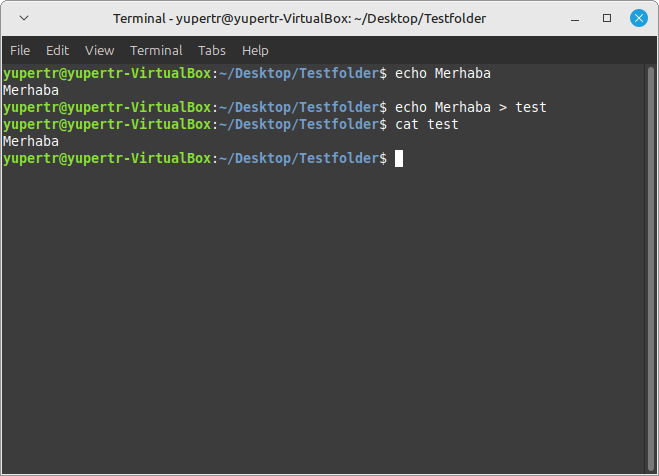 Terminal - yupertr@yupertr-VirtualBox: ~/Desktop/Testfolder
File Edit View Terminal Tabs Help
yupertr@yupertr-VirtualBox:~/Desktop/Testfolder$ echo Merhaba
Merhaba
yupertr@yupertr-VirtualBox:~/Desktop/Testfolder$ echo Merhaba > test
yupertr@yupertr-VirtualBox:~/Desktop/Testfolder$ cat test
Merhaba
yupertr@yupertr-VirtualBox:~/Desktop/Testfolder$